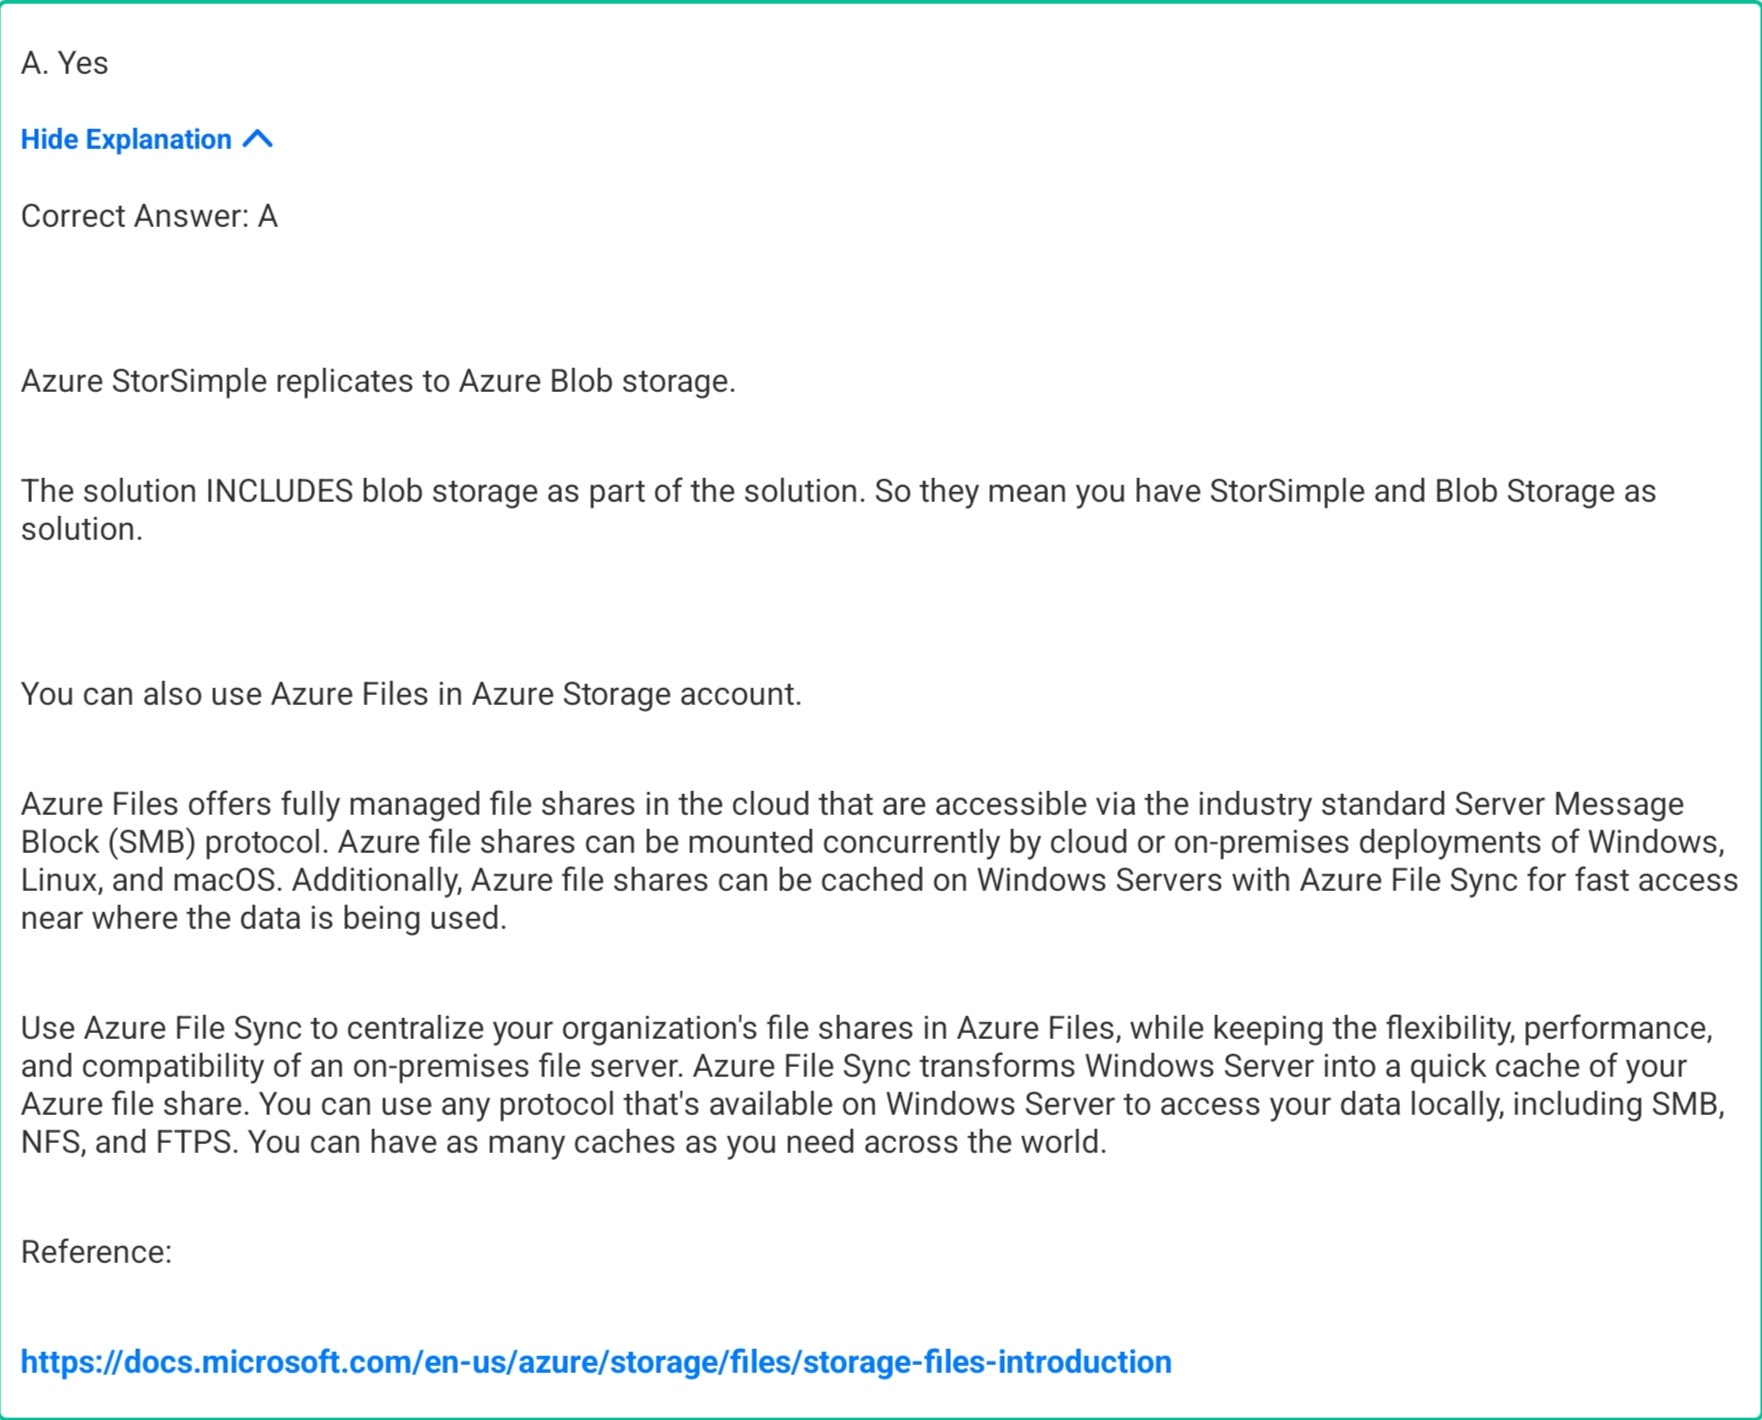 A. Yes
Hide Explanation
Correct Answer: A
Azure StorSimple replicates to Azure Blob storage.
The solution INCLUDES blob storage as part of the solution. So they mean you have StorSimple and Blob Storage as
solution.
You can also use Azure Files in Azure Storage account.
Azure Files offers fully managed file shares in the cloud that are accessible via the industry standard Server Message
Block (SMB) protocol. Azure file shares can be mounted concurrently by cloud or on-premises deployments of Windows,
Linux, and macOS. Additionally, Azure file shares can be cached on Windows Servers with Azure File Sync for fast access
near where the data is being used.
Use Azure File Sync to centralize your organization's file shares in Azure Files, while keeping the flexibility, performance,
and compatibility of an on-premises file server. Azure File Sync transforms Windows Server into a quick cache of your
Azure file share. You can use any protocol that's available on Windows Server to access your data locally, including SMB,
NFS, and FTPS. You can have as many caches as you need across the world.
Reference:
https://docs.microsoft.com/en-us/azure/storage/files/storage-files-introduction